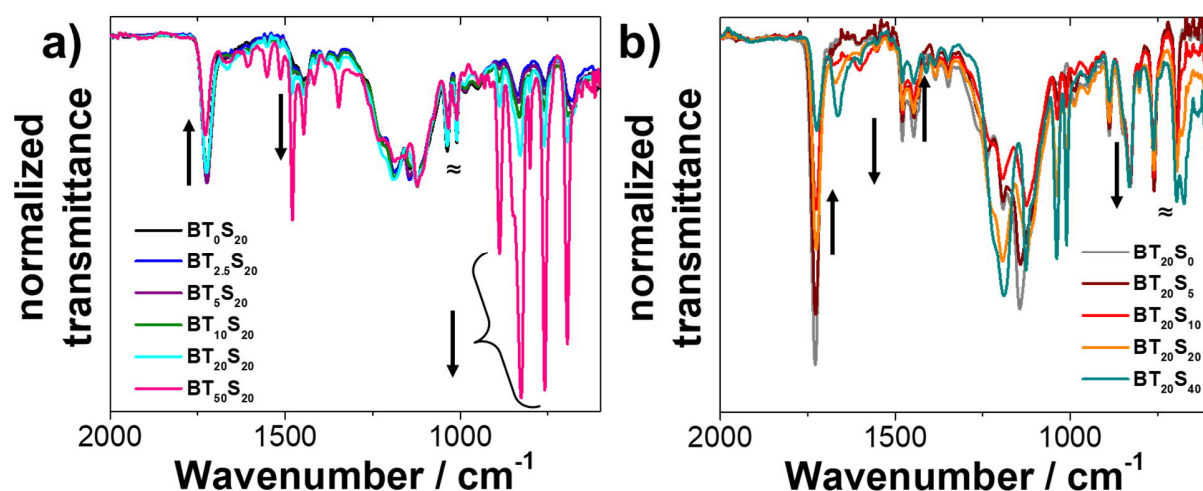 a)
normalized
transmittance
≈
BT0S20
BT2.5S20
BT5S20
BT10S20
BT20S20
BT50S20
2000
1500
1000
Wavenumber / cm-1
b)
normalized
transmittance
≈
BT20S0
BT20S5
BT20S10
BT20S20
BT20S40
2000
1500
1000
Wavenumber / cm-1